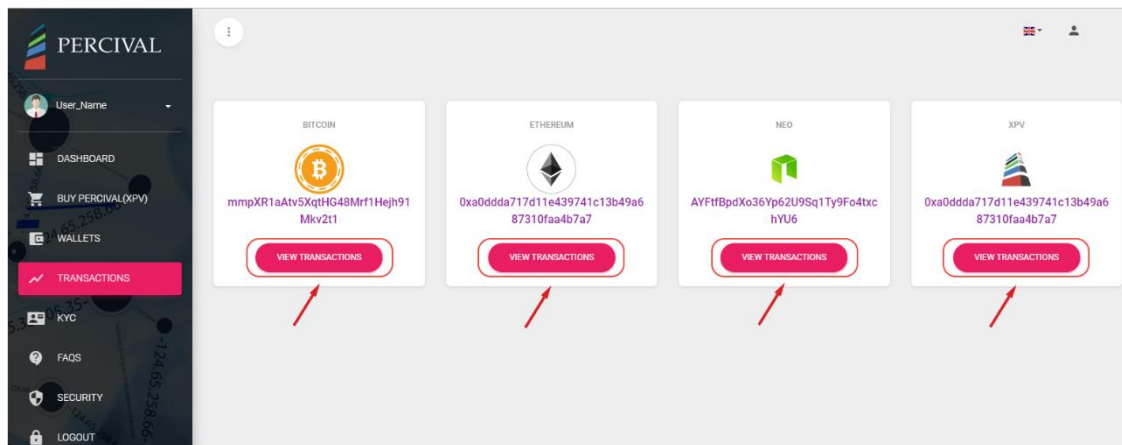 PERCIVAL
User_Name
DASHBOARD
BUY PERCIVAL(XPV)
WALLETS
TRANSACTIONS
KYC
FAQS
SECURITY
LOGOUT
BITCOIN
mmpXR1aAtv5XqtHG48Mrf1Hejh91
Mkv2t1
VIEW TRANSACTIONS
ETHEREUM
0xa0ddda717d11e439741c13b49a6
87310faa4b7a7
VIEW TRANSACTIONS
NEO
AYFtfBpdXo36Yp62U9Sq1Ty9Fo4txc
hYU6
VIEW TRANSACTIONS
XPV
0xa0ddda717d11e439741c13b49a6
87310faa4b7a7
VIEW TRANSACTIONS